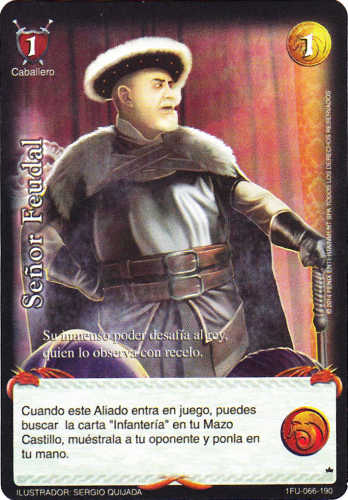 1
1
Caballero
Señor Feudal
© 2014 FENIX ENTERTAINMENT SPA TODOS LOS DERECHOS RESERVADOS
Su inmenso poder desafía al rey,
quien lo observa con recelo.
Cuando este Aliado entra en juego, puedes
buscar la carta "Infantería" en tu Mazo
Castillo, muéstrala a tu oponente y ponla en
tu mano.
ILUSTRADOR: SERGIO QUIJADA
1FU-066-190